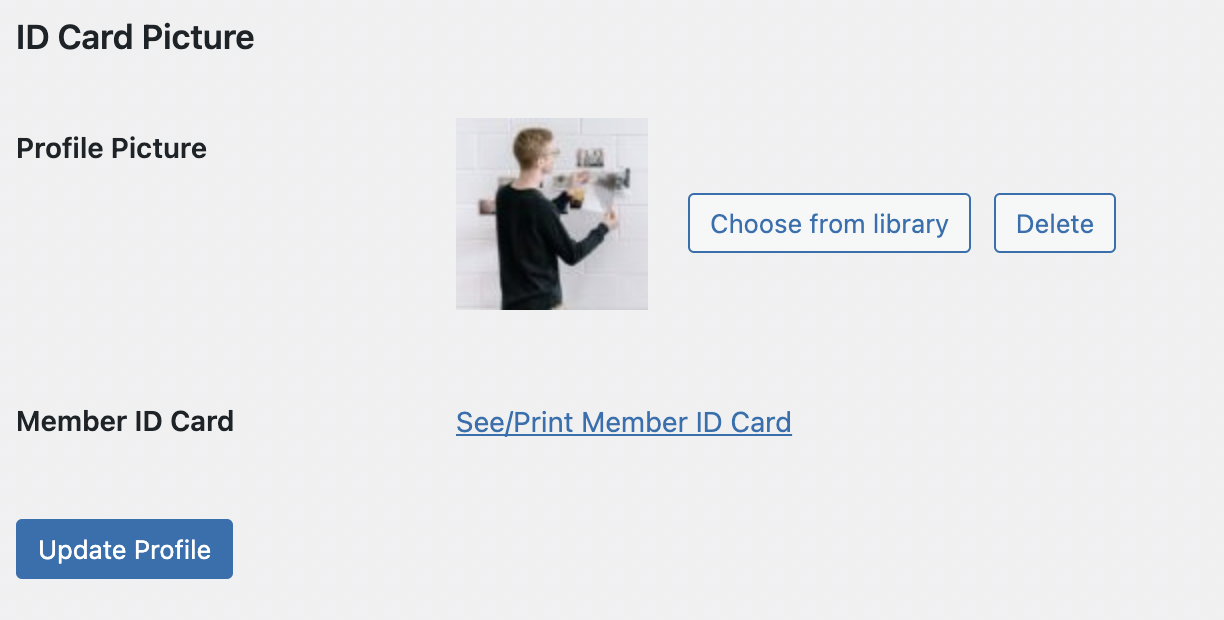 ID Card Picture
Profile Picture
Choose from library
Delete
Member ID Card
See/Print Member ID Card
Update Profile